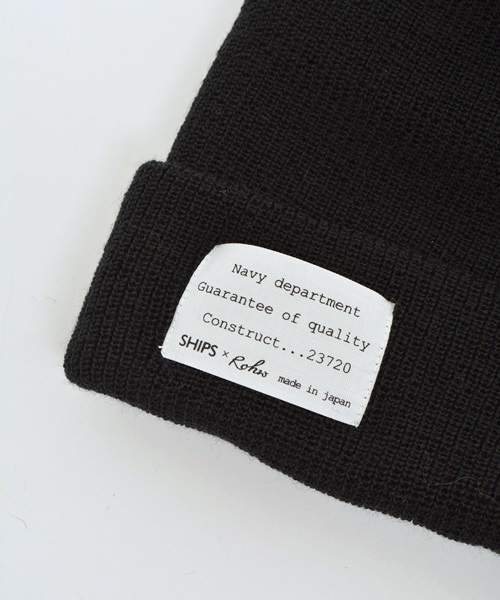 Navy department
Guarantee of quality
Construct...23720
SHIPS × Rohw made in japan